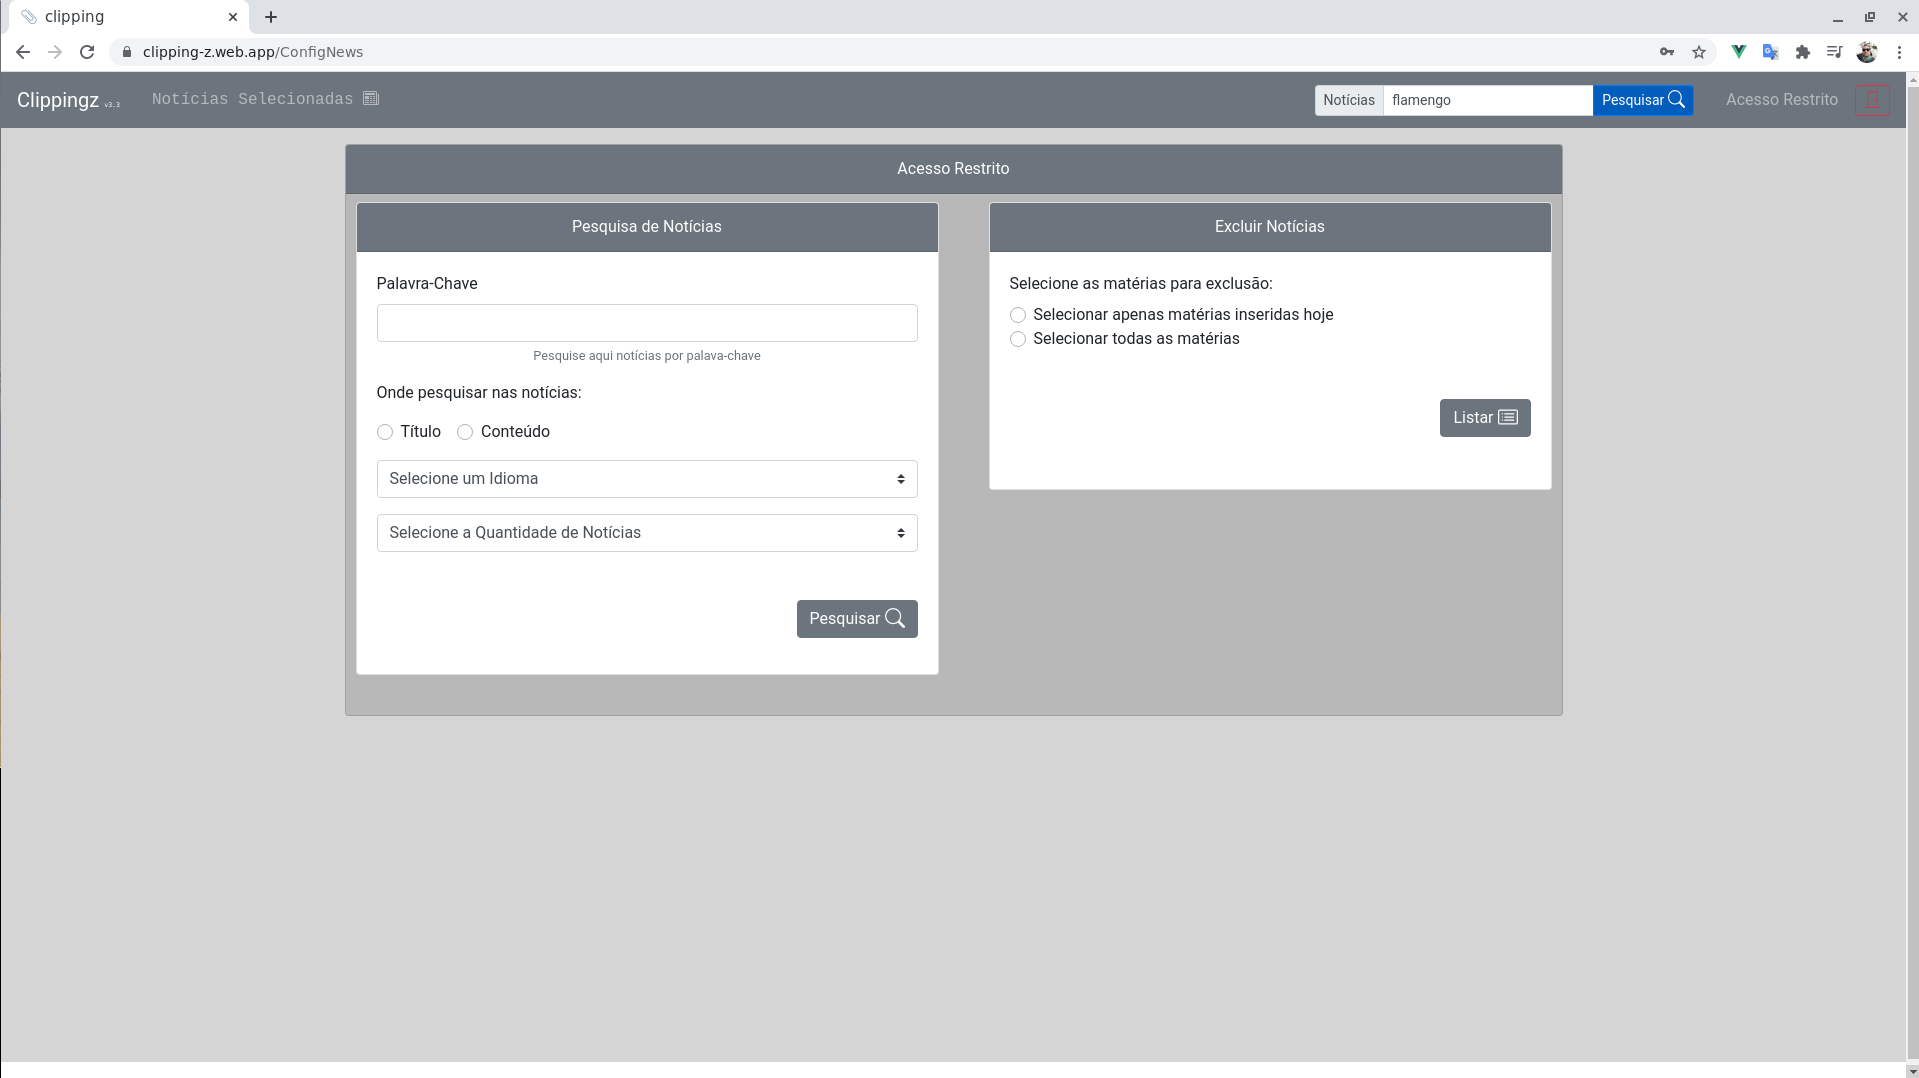 clipping
clipping-z.web.app/ConfigNews
Clippingz v3.3 Notícias Selecionadas Notícias flamengo Pesquisar Acesso Restrito
Acesso Restrito
Pesquisa de Notícias
Palavra-Chave
Pesquise aqui notícias por palava-chave
Onde pesquisar nas notícias:
Título Conteúdo
Selecione um Idioma
Selecione a Quantidade de Notícias
Pesquisar
Excluir Notícias
Selecione as matérias para exclusão:
Selecionar apenas matérias inseridas hoje
Selecionar todas as matérias
Listar